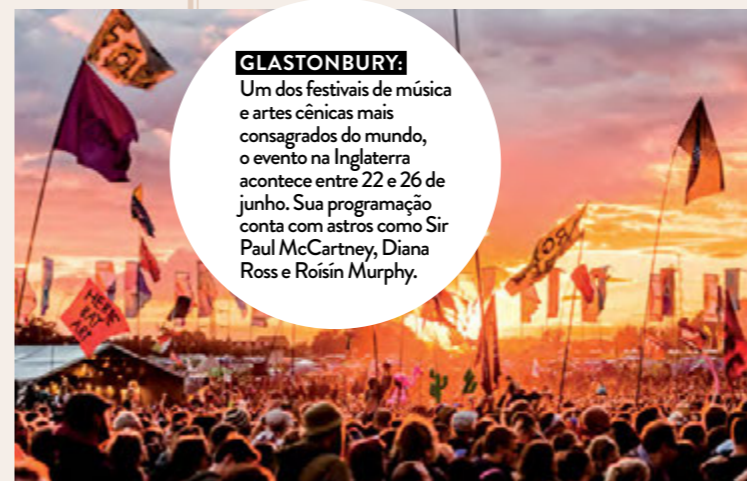 GLASTONBURY:
Um dos festivais de música
e artes cênicas mais
consagrados do mundo,
o evento na Inglaterra
acontece entre 22 e 26 de
junho. Sua programação
conta com astros como Sir
Paul McCartney, Diana
Ross e Roísín Murphy.